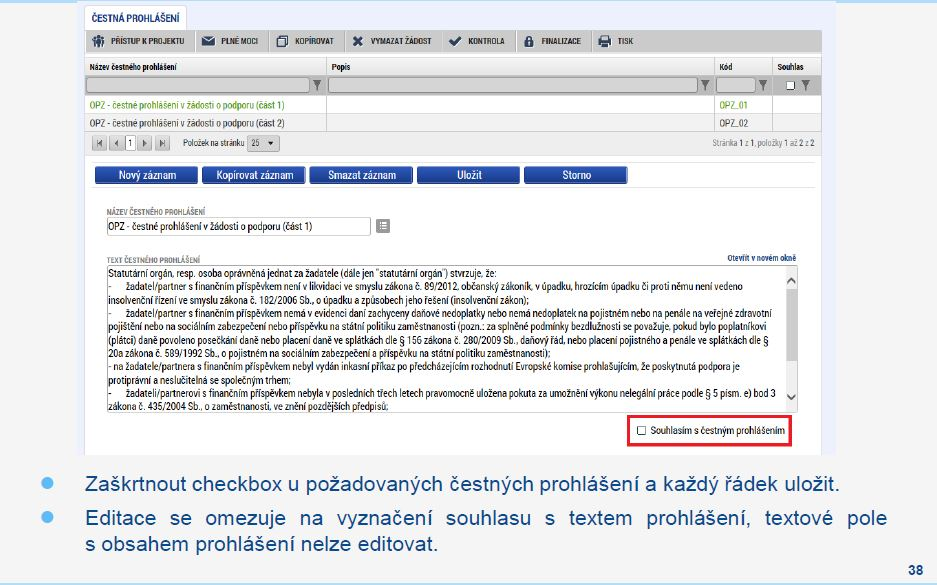 ČESTNÁ PROHLÁŠENÍ
PŘÍSTUP K PROJEKTU PLNÉ MOCI KOPÍROVAT VYMAZAT ŽÁDOST KONTROLA FINALIZACE TISK
Název čestného prohlášení Popis Kód Souhlas
OPZ - čestné prohlášení v žádosti o podporu (část 1) OPZ_01
OPZ - čestné prohlášení v žádosti o podporu (část 2) OPZ_02
1 Položek na stránku 25 Stránka 1 z 1, položky 1 až 2 z 2
Nový záznam Kopírovat záznam Smazat záznam Uložit Storno
NÁZEV ČESTNÉHO PROHLÁŠENÍ
OPZ - čestné prohlášení v žádosti o podporu (část 1)
TEXT ČESTNÉHO PROHLÁŠENÍ Otevřít v novém okně
Statutární orgán, resp. osoba oprávněná jednat za žadatele (dále jen "statutární orgán") stvrzuje, že:
- žadatel/partner s finančním příspěvkem není v likvidaci ve smyslu zákona č. 89/2012, občanský zákoník, v úpadku, hrozícím úpadku či proti němu není vedeno
insolvenční řízení ve smyslu zákona č. 182/2006 Sb., o úpadku a způsobech jeho řešení (insolvenční zákon);
- žadatel/partner s finančním příspěvkem nemá v evidenci daní zachyceny daňové nedoplatky nebo nemá nedoplatek na pojistném nebo na penále na veřejné zdravotní
pojištění nebo na sociálním zabezpečení nebo příspěvku na státní politiku zaměstnanosti (pozn.: za splněné podmínky bezdlužnosti se považuje, pokud bylo poplatníkovi
(plátci) daně povoleno posečkání daně nebo placení daně ve splátkách dle § 156 zákona č. 280/2009 Sb., daňový řád, nebo placení pojistného a penále ve splátkách dle §
20a zákona č. 589/1992 Sb., o pojistném na sociálním zabezpečení a příspěvku na státní politiku zaměstnanosti);
- na žadatele/partnera s finančním příspěvkem nebyl vydán inkasní příkaz po předcházejícím rozhodnutí Evropské komise prohlašujícím, že poskytnutá podpora je
protiprávní a neslučitelná se společným trhem;
- žadateli/partnerovi s finančním příspěvkem nebyla v posledních třech letech pravomocně uložena pokuta za umožnění výkonu nelegální práce podle § 5 písm. e) bod 3
zákona č. 435/2004 Sb., o zaměstnanosti, ve znění pozdějších předpisů;
Souhlasím s čestným prohlášením
Zaškrtnout checkbox u požadovaných čestných prohlášení a každý řádek uložit.
Editace se omezuje na vyznačení souhlasu s textem prohlášení, textové pole
s obsahem prohlášení nelze editovat.
38